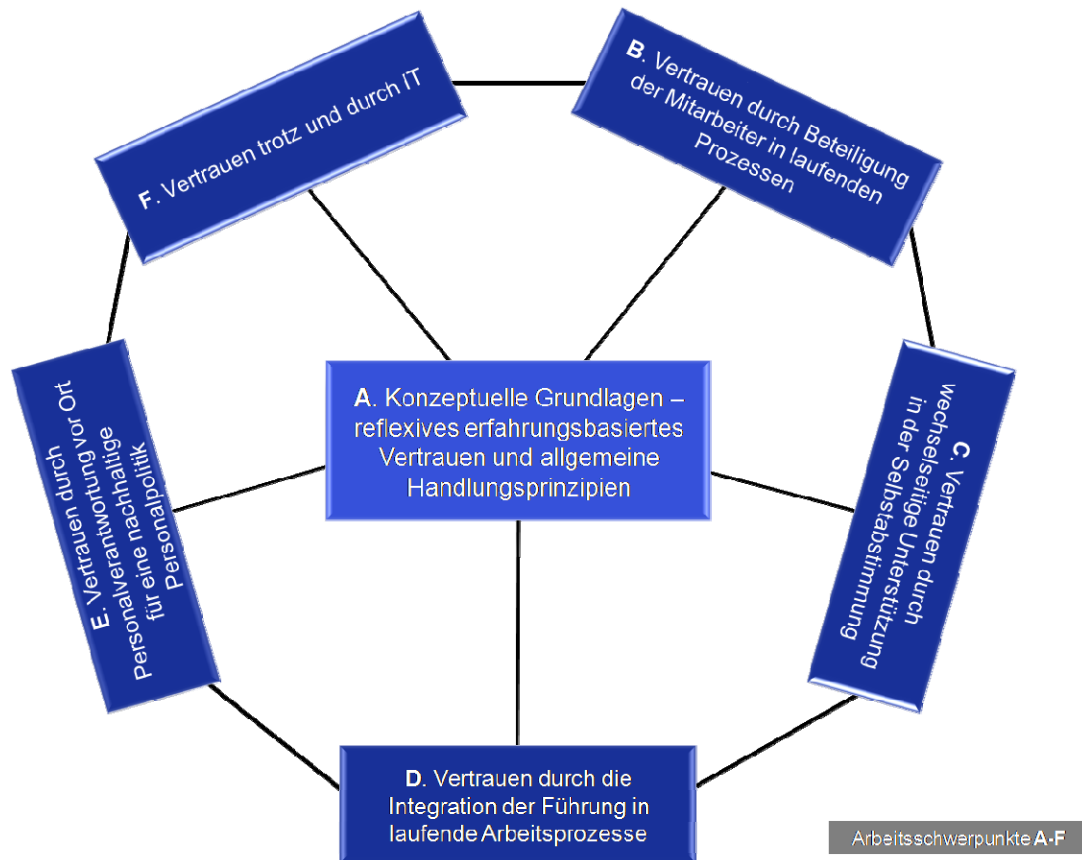 F. Vertrauen trotz und durch IT
B. Vertrauen durch Beteiligung
der Mitarbeiter in laufenden
Prozessen
A. Konzeptuelle Grundlagen –
reflexives erfahrungsbasiertes
Vertrauen und allgemeine
Handlungsprinzipien
C. Vertrauen durch
wechselseitige Unterstützung
in der Selbstabstimmung
E. Vertrauen durch
Personalverantwortung vor Ort
für eine nachhaltige
Personalpolitik
D. Vertrauen durch die
Integration der Führung in
laufende Arbeitsprozesse
Arbeitsschwerpunkte A-F